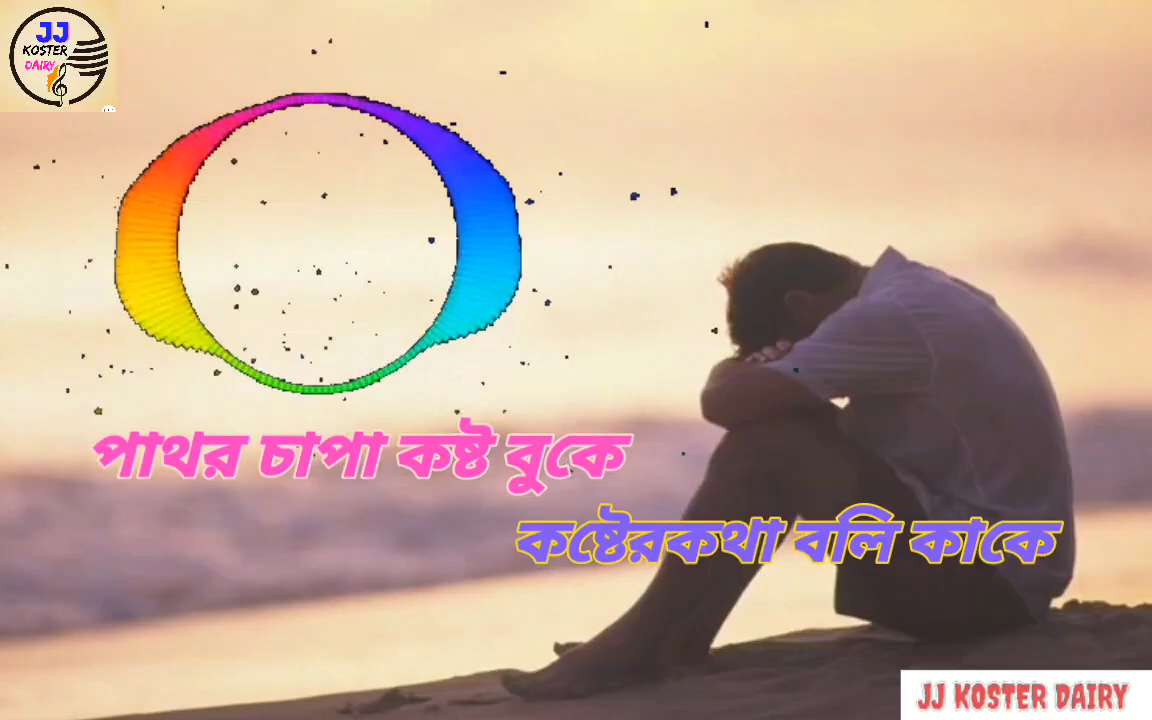 JJ
KOSTER
DAIRY
পাথর চাপা কষ্ট বুকে
কষ্টেরকথা বলি কাকে
JJ KOSTER DAIRY